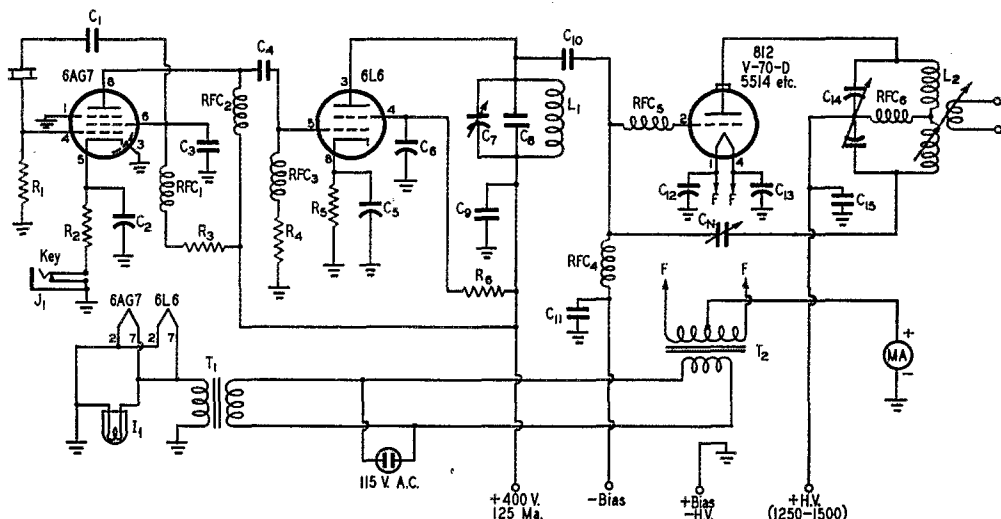 C1
6AG7
8
1
4
6
3
5
R1
R2
C2
C3
RFC1
R3
Key
J1
RFC2
C4
6L6
3
5
4
8
RFC3
R4
R5
C5
C6
C7
C8
L1
C9
R6
C10
RFC5
RFC4
C11
812
V-70-D
5514 etc.
2
1
4
F
F
C12
C13
CN
C14
RFC6
L2
C15
6AG7
6L6
2
7
2
7
I1
T1
115 V. A.C.
F
F
T2
+
MA
-
+400 V.
125 Ma.
-Bias
+Bias
-HV.
+H.V.
(1250-1500)